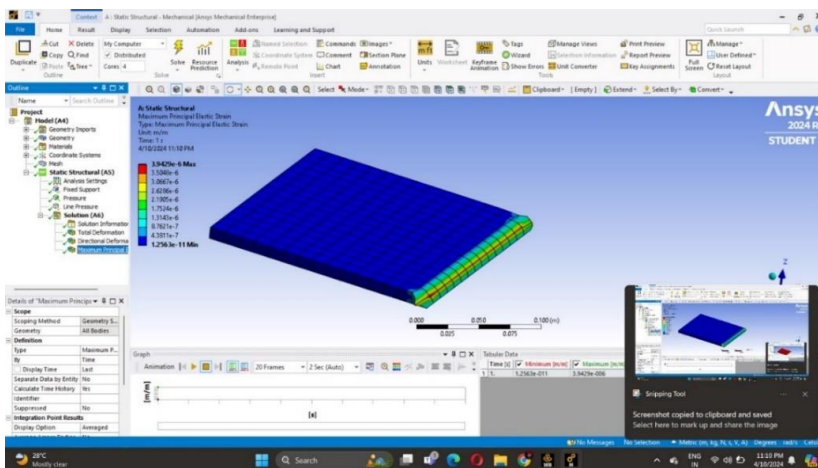 Context
A : Static Structural - Mechanical [Ansys Mechanical Enterprise]
File
Home
Result
Display
Selection
Automation
Add-ons
Learning and Support
Quick Launch
Duplicate
Cut
Delete
Copy
Find
Paste
Tree
Outline
My Computer
Distributed
Cores 4
Solve
Resource Prediction
Solve
Analysis
Named Selection
Coordinate System
Remote Point
Commands
Comment
Chart
Images
Section Plane
Annotation
Insert
Units
Worksheet
Keyframe Animation
Tags
Wizard
Show Errors
Manage Views
Selection Information
Unit Converter
Print Preview
Report Preview
Key Assignments
Tools
Full Screen
Manage
User Defined
Reset Layout
Layout
Outline
Name
Search Outline
Select
Mode
Clipboard
[Empty]
Extend
Select By
Convert
Project
Model (A4)
Geometry Imports
Geometry
Materials
Coordinate Systems
Mesh
Static Structural (A5)
Analysis Settings
Fixed Support
Pressure
Line Pressure
Solution (A6)
Solution Information
Total Deformation
Directional Deforma
Maximum Principal
A: Static Structural
Maximum Principal Elastic Strain
Type: Maximum Principal Elastic Strain
Unit: m/m
Time: 1 s
4/10/2024 11:10 PM
3.9429e-6 Max
3.5048e-6
3.0667e-6
2.6286e-6
2.1905e-6
1.7524e-6
1.3143e-6
8.7621e-7
4.3811e-7
1.2563e-11 Min
Ansys
2024 R
STUDENT
Z
0.000
0.050
0.100 (m)
0.025
0.075
Details of "Maximum Principa
Scope
Scoping Method Geometry S...
Geometry All Bodies
Definition
Type Maximum P...
By Time
Display Time Last
Separate Data by Entity No
Calculate Time History Yes
Identifier
Suppressed No
Integration Point Results
Display Option Averaged
Graph
Animation
20 Frames
2 Sec (Auto)
[m/m]
[s]
Tabular Data
Time [s] Minimum [m/m] Maximum [m/m]
1 1. 1.2563e-011 3.9429e-006
Snipping Tool
Screenshot copied to clipboard and saved
Select here to mark up and share the image
No Messages
No Selection
Metric (m, kg, N, s, V, A)
Degrees
rad/s
28°C
Mostly clear
Search
ENG
IN
11:10 PM
4/10/2024